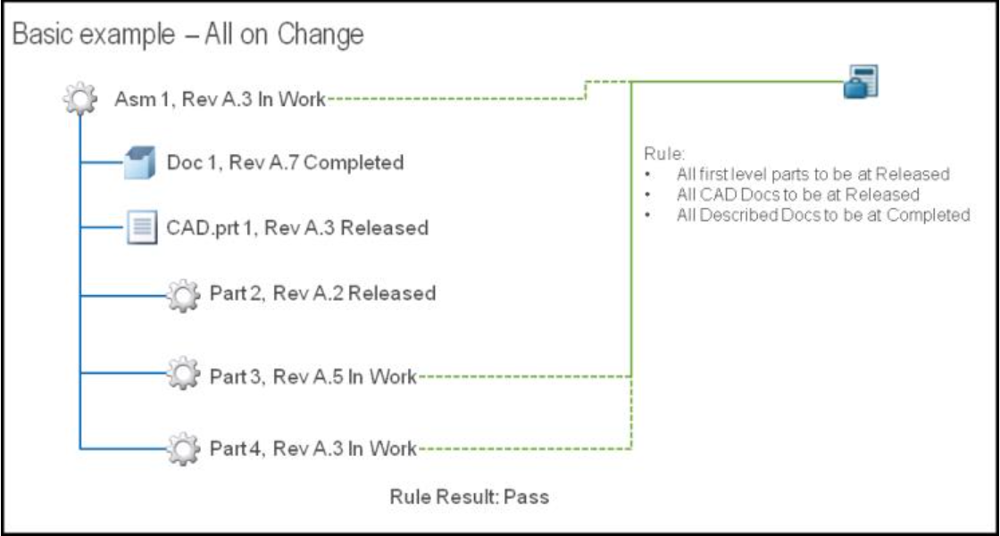 Basic example – All on Change
Asm 1, Rev A.3 In Work
Doc 1, Rev A.7 Completed
Rule:
• All first level parts to be at Released
• All CAD Docs to be at Released
• All Described Docs to be at Completed
CAD.prt 1, Rev A.3 Released
Part 2, Rev A.2 Released
Part 3, Rev A.5 In Work
Part 4, Rev A.3 In Work
Rule Result: Pass